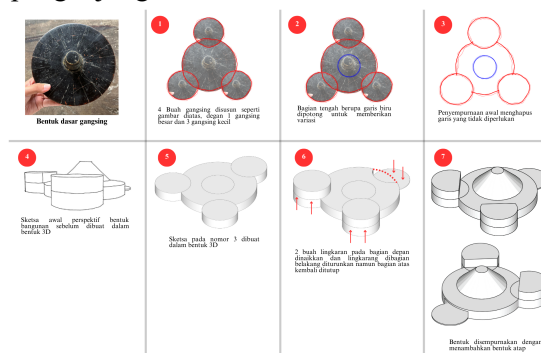 Bentuk dasar gangsing
1
4 Buah gangsing disusun seperti
gambar diatas, degan 1 gangsing
besar dan 3 gangsing kecil
2
Bagian tengah berupa garis biru
dipotong untuk memberikan
variasi
3
Penyempurnaan awal menghapus
garis yang tidak diperlukan
4
Sketsa awal perspektif bentuk
bangunan sebelum dibuat dalam
bentuk 3D
5
Sketsa pada nomor 3 dibuat
dalam bentuk 3D
6
2 buah lingkaran pada bagian depan
dinaikkan dan lingkarang dibagian
belakang diturunkan namun bagian atas
kembali ditutup
7
Bentuk disempurnakan dengan
menambahkan bentuk atap